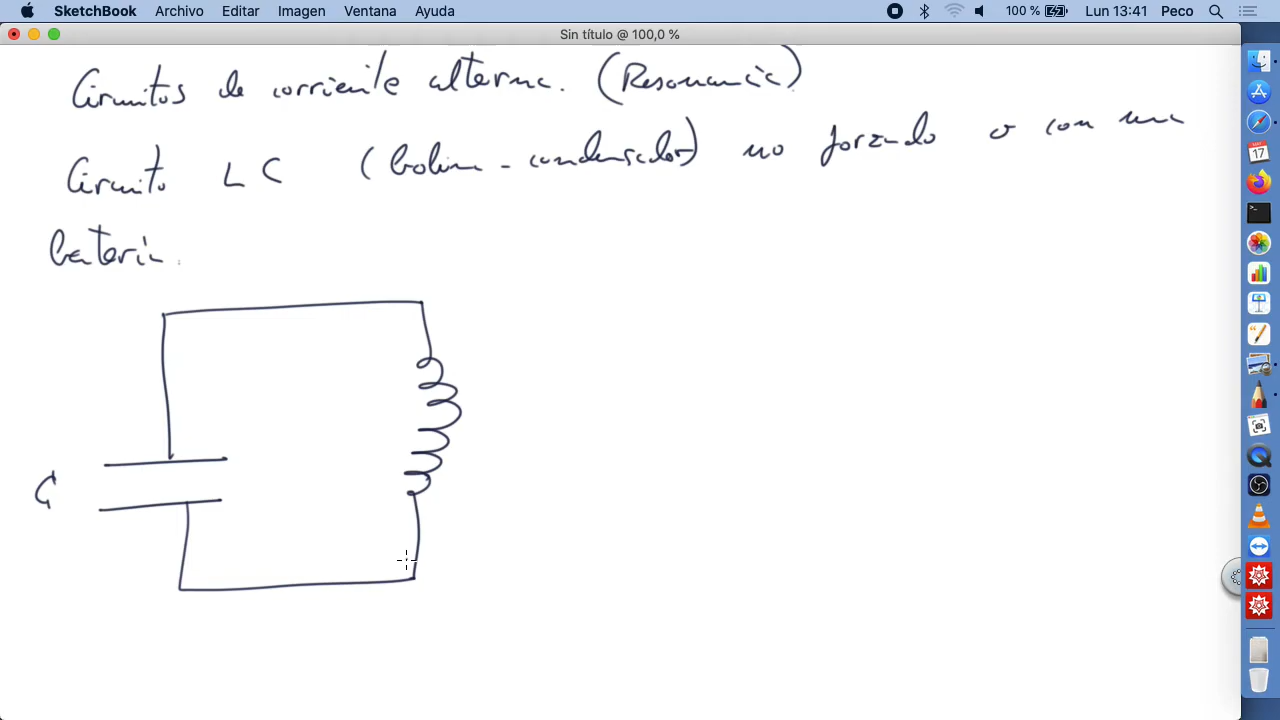 SketchBook Archivo Editar Imagen Ventana Ayuda 100 % Lun 13:41 Peco
Sin título @ 100,0 %
Circuitos de corriente alterna. (Resonancia)
Circuito LC (bobina - condensador) no forzado o con una
batería.
C
17